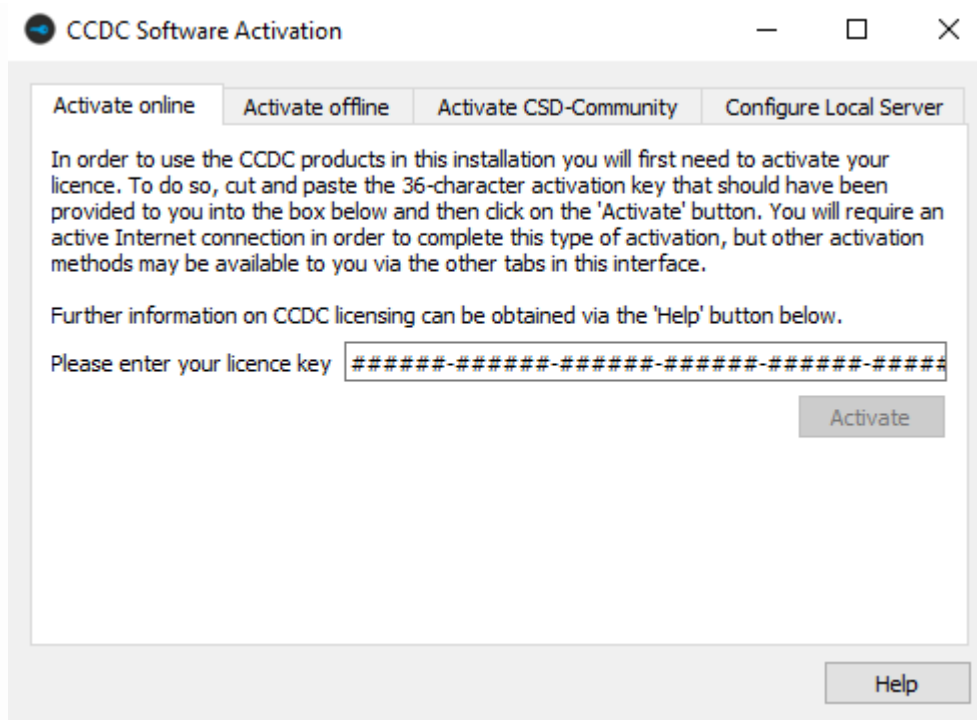 CCDC Software Activation
Activate online
Activate offline
Activate CSD-Community
Configure Local Server
In order to use the CCDC products in this installation you will first need to activate your
licence. To do so, cut and paste the 36-character activation key that should have been
provided to you into the box below and then click on the 'Activate' button. You will require an
active Internet connection in order to complete this type of activation, but other activation
methods may be available to you via the other tabs in this interface.
Further information on CCDC licensing can be obtained via the 'Help' button below.
Please enter your licence key ######-######-######-######-######-#####
Activate
Help